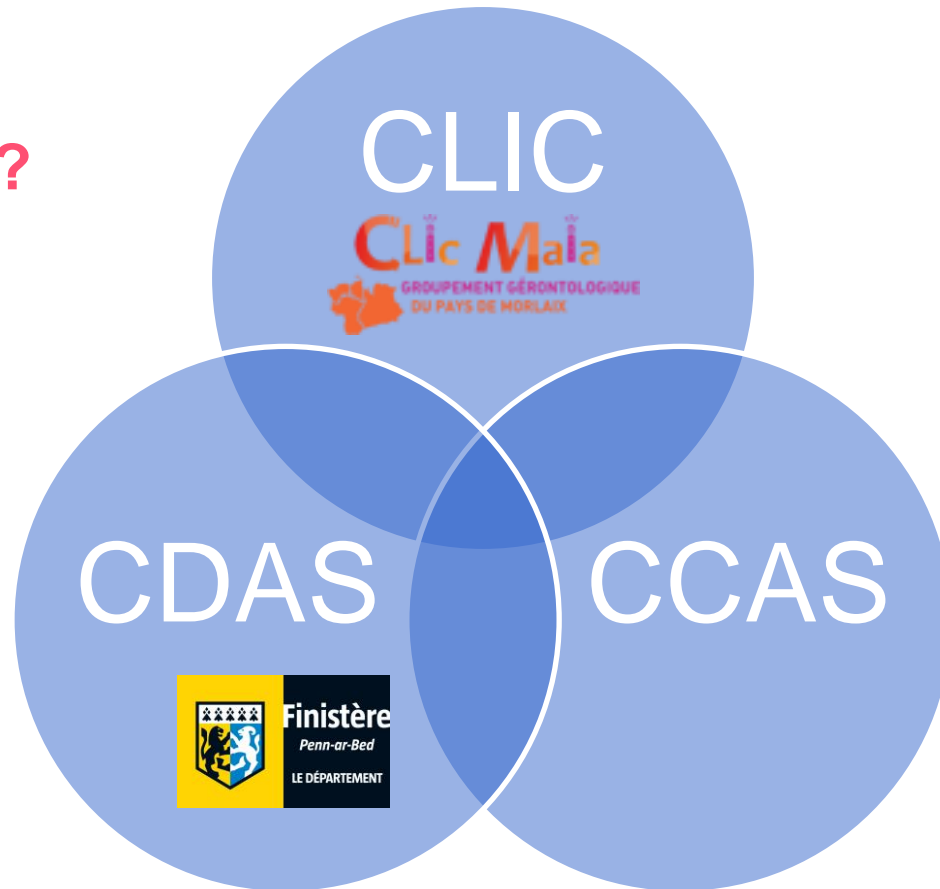 ?
CLIC
CLic Maia
GROUPEMENT GÉRONTOLOGIQUE
DU PAYS DE MORLAIX
CDAS
CCAS
Finistère
Penn-ar-Bed
LE DÉPARTEMENT